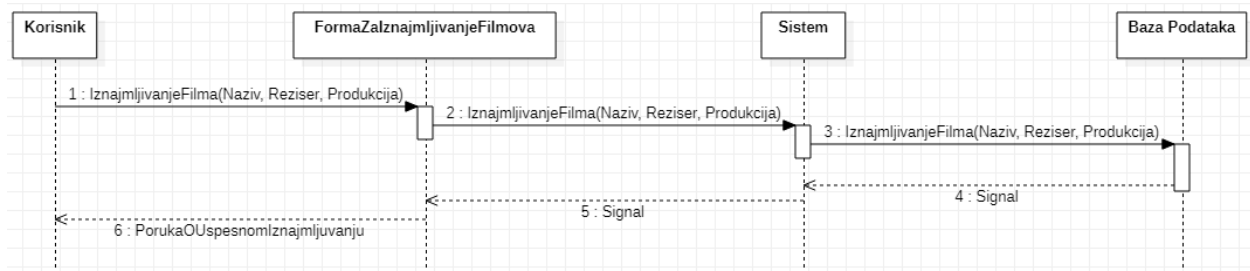 Korisnik
FormaZaIznajmljivanjeFilmova
Sistem
Baza Podataka
1 : IznajmljivanjeFilma(Naziv, Reziser, Produkcija)
2 : IznajmljivanjeFilma(Naziv, Reziser, Produkcija)
3 : IznajmljivanjeFilma(Naziv, Reziser, Produkcija)
4 : Signal
5 : Signal
6 : PorukaOUspesnomIznajmljuvanju